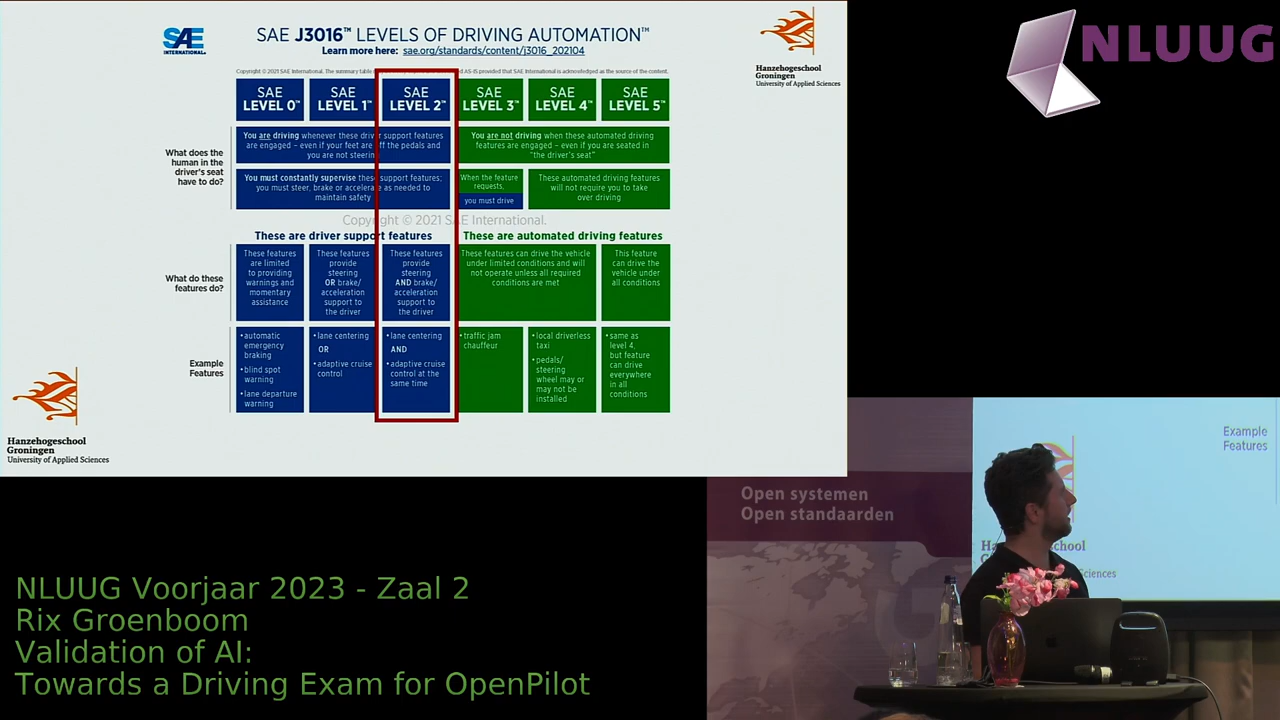 SAE
INTERNATIONAL®
SAE J3016™ LEVELS OF DRIVING AUTOMATION™
Learn more here: sae.org/standards/content/j3016_202104
Hanzehogeschool
Groningen
University of Applied Sciences
NLUUG
Copyright © 2021 SAE International. The summary table AS-IS provided that SAE International is acknowledged as the source of the content.
SAE
LEVEL 0™
SAE
LEVEL 1™
SAE
LEVEL 2™
SAE
LEVEL 3™
SAE
LEVEL 4™
SAE
LEVEL 5™
What does the
human in the
driver's seat
have to do?
You are driving whenever these driver support features
are engaged – even if your feet are off the pedals and
you are not steering
You are not driving when these automated driving
features are engaged – even if you are seated in
"the driver's seat"
You must constantly supervise these support features;
you must steer, brake or accelerate as needed to
maintain safety
When the feature
requests,
you must drive
These automated driving features
will not require you to take
over driving
Copyright © 2021 SAE International.
These are driver support features
These are automated driving features
What do these
features do?
These features
are limited
to providing
warnings and
momentary
assistance
These features
provide
steering
OR brake/
acceleration
support to
the driver
These features
provide
steering
AND brake/
acceleration
support to
the driver
These features can drive the vehicle
under limited conditions and will
not operate unless all required
conditions are met
This feature
can drive the
vehicle under
all conditions
Example
Features
•automatic
emergency
braking
•blind spot
warning
•lane departure
warning
•lane centering
OR
•adaptive cruise
control
•lane centering
AND
•adaptive cruise
control at the
same time
•traffic jam
chauffeur
•local driverless
taxi
•pedals/
steering
wheel may or
may not be
installed
•same as
level 4,
but feature
can drive
everywhere
in all
conditions
Hanzehogeschool
Groningen
University of Applied Sciences
Example
Features
Open systemen
Open standaarden
Sciences
NLUUG Voorjaar 2023 - Zaal 2
Rix Groenboom
Validation of AI:
Towards a Driving Exam for OpenPilot